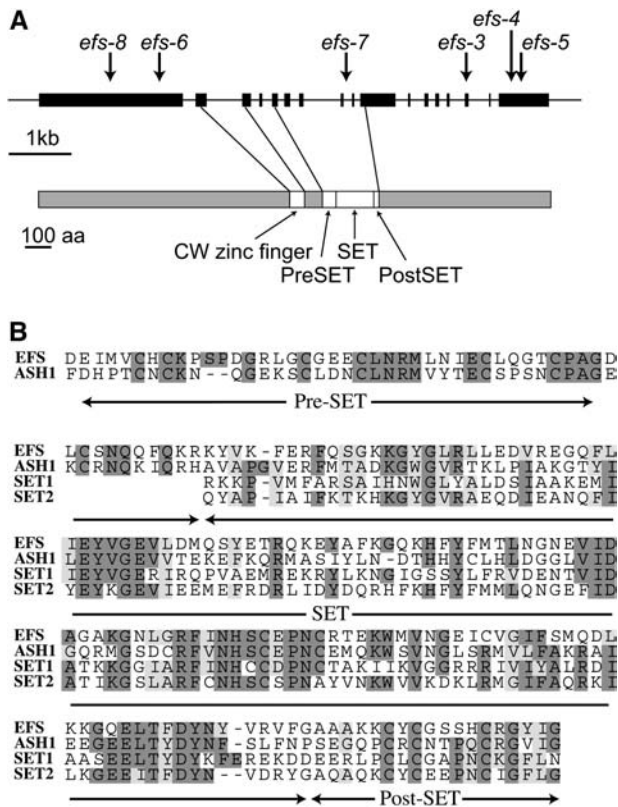 A
efs-8 efs-6 efs-7 efs-3 efs-4 efs-5
1kb
100 aa
CW zinc finger
PreSET
SET
PostSET
B
EFS DEIMVCHCKPSPDGRLGCGEECLNRMLNIECLQGTCPAGD
ASH1 FDHPTCNCKN--QGEKSCLDNCLNRMVYTECSPSNCPAGE
Pre-SET
EFS LCSNQQFQKRKYVK-FERFQSGKKGYGLRLLEDVREGQFL
ASH1 KCRNQKIQRHAVAPGVERFMTADKGWGVRTKLPIAKGTYI
SET1 RKKPV-MFARSAIHNWGLYALDSIAAKEMI
SET2 QYAP-IAIFKTKHKGYGVRAEQDIEANQFI
EFS IEYVGEVLDMQSYETRQKEYAFKGQKHFYFMTLNGNEVID
ASH1 LEYVGEVVTEKEFKQRMASIYLN-DTHHYCLHLDGGLVID
SET1 IEYVGERIRQPVAEMREKRYLKNGIGSSYLFRVDENTVID
SET2 YEYKGEVIEEMEFRDRLIDYDQRHFKHFYFMMLQNGEFID
SET
EFS AGAKGNLGRFINHSCEPNCRTEKWMVNGEICVGIFSMQDL
ASH1 GQRMGSDCRFVNHSCEPNCEMQKWSVNGLSRMVLFAKRAI
SET1 ATKKGGIARFINHCCDPNCTAKIIKVGGRRRIVIYALRDI
SET2 ATIKGSLARFCNHSCSPNAYVNKWVVKDKLRMGIFAQRKI
EFS KKGQELTFDYNY-VRVFGAAAKKCYCGSSHCRGYIG
ASH1 EEGEELTYDYNF-SLFNPSEGQPCRCNTPQCRGVIG
SET1 AASEELTYDYKFEREKDDEERLPCLCGAPNCKGFLN
SET2 LKGEEITFDYN--VDRYGAQAQKCYCEEPNCIGFLG
Post-SET